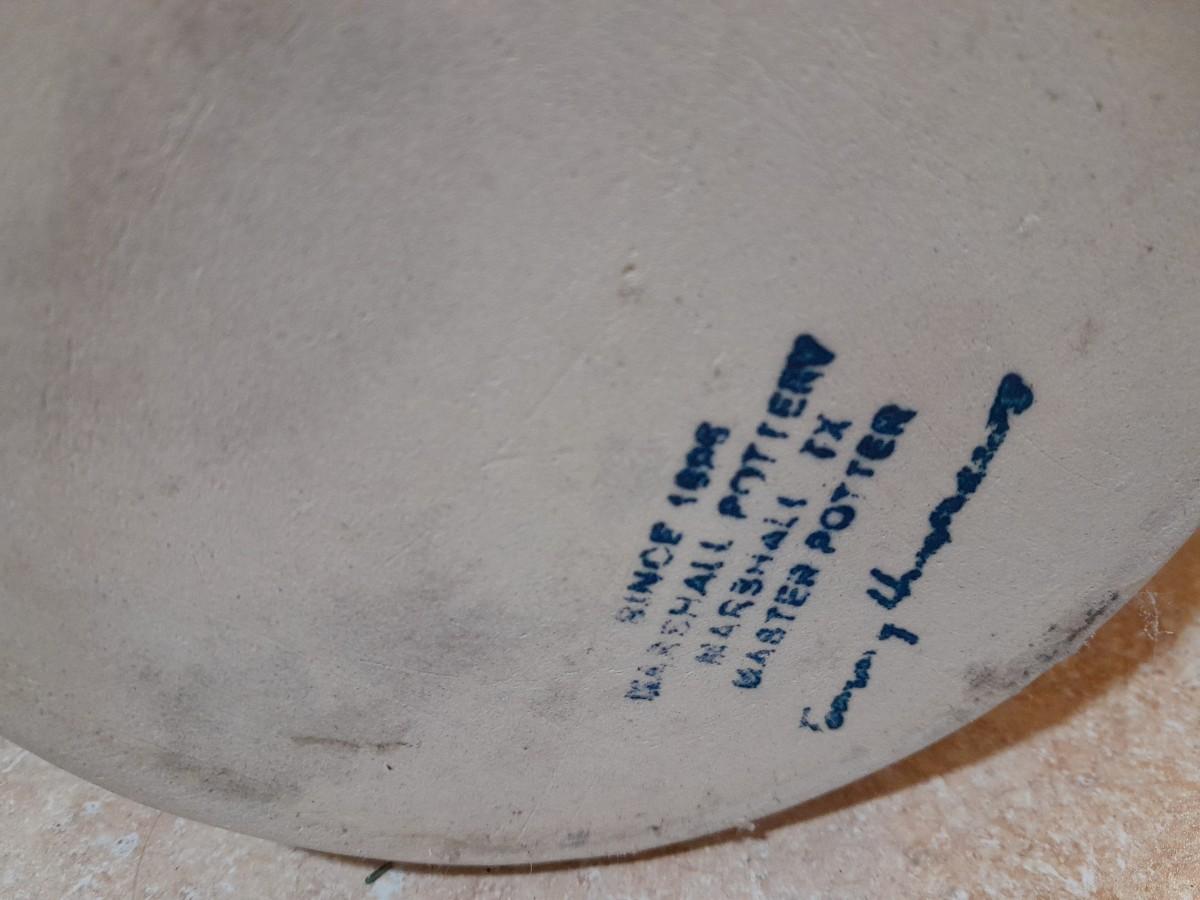 SINCE 1895
MARSHALL POTTERY
MARSHALL TX
MASTER POTTER